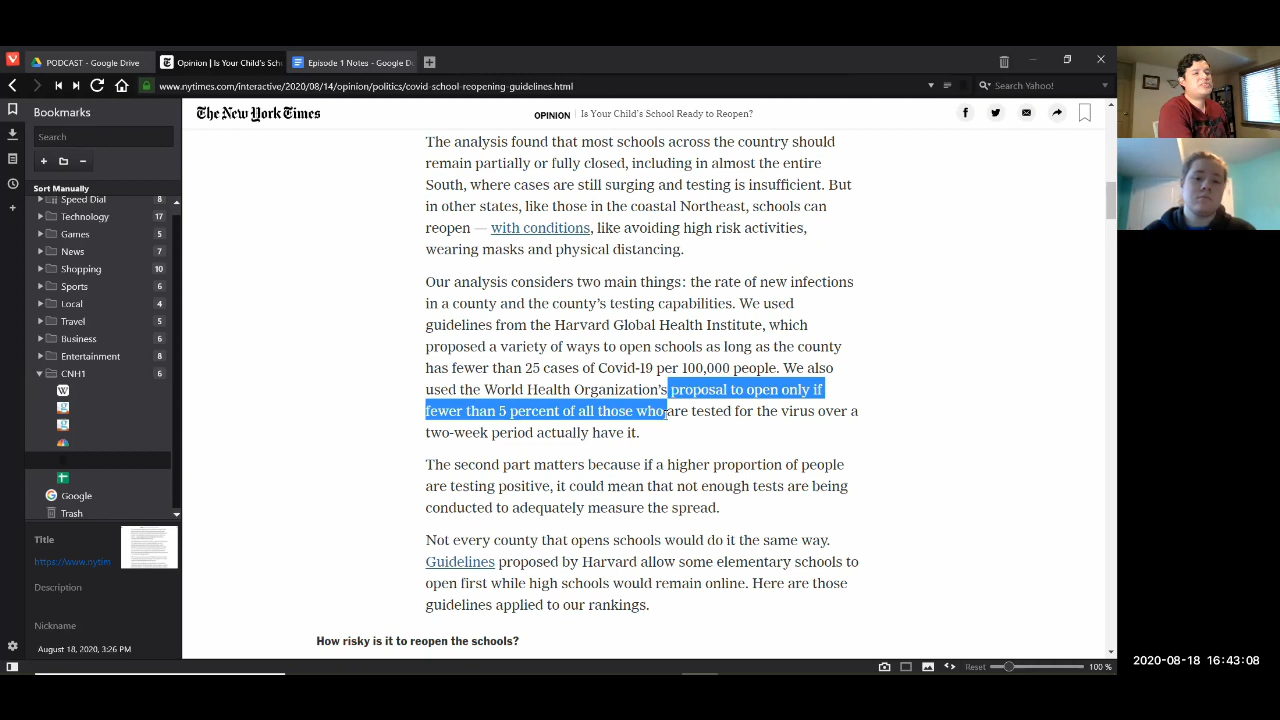 PODCAST - Google Drive
Opinion | Is Your Child's Sch
Episode 1 Notes - Google D
www.nytimes.com/interactive/2020/08/14/opinion/politics/covid-school-reopening-guidelines.html
Search Yahoo!
Bookmarks
Search
Sort Manually
Speed Dial 8
Technology 17
Games 5
News 7
Shopping 10
Sports 6
Local 4
Travel 5
Business 6
Entertainment 8
CNH1 6
Google
Trash
Title
https://www.nytim
Description
Nickname
August 18, 2020, 3:26 PM
The New York Times
OPINION | Is Your Child's School Ready to Reopen?
The analysis found that most schools across the country should
remain partially or fully closed, including in almost the entire
South, where cases are still surging and testing is insufficient. But
in other states, like those in the coastal Northeast, schools can
reopen — with conditions, like avoiding high risk activities,
wearing masks and physical distancing.
Our analysis considers two main things: the rate of new infections
in a county and the county's testing capabilities. We used
guidelines from the Harvard Global Health Institute, which
proposed a variety of ways to open schools as long as the county
has fewer than 25 cases of Covid-19 per 100,000 people. We also
used the World Health Organization's proposal to open only if
fewer than 5 percent of all those who are tested for the virus over a
two-week period actually have it.
The second part matters because if a higher proportion of people
are testing positive, it could mean that not enough tests are being
conducted to adequately measure the spread.
Not every county that opens schools would do it the same way.
Guidelines proposed by Harvard allow some elementary schools to
open first while high schools would remain online. Here are those
guidelines applied to our rankings.
How risky is it to reopen the schools?
Reset 100 %
2020-08-18 16:43:08